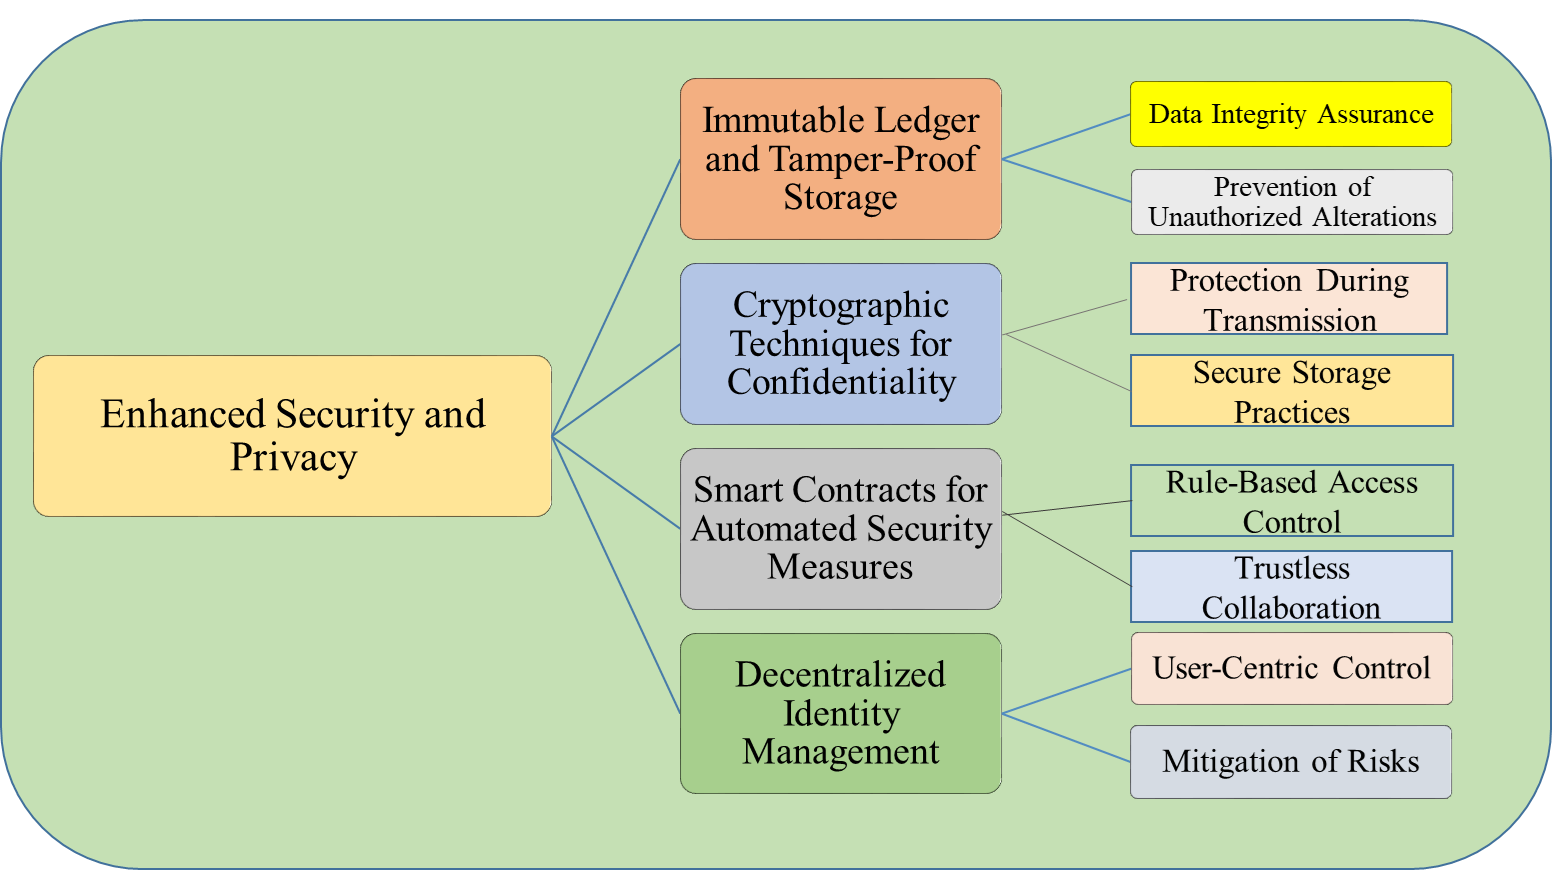 Enhanced Security and
Privacy
Immutable Ledger
and Tamper-Proof
Storage
Data Integrity Assurance
Prevention of
Unauthorized Alterations
Cryptographic
Techniques for
Confidentiality
Protection During
Transmission
Secure Storage
Practices
Smart Contracts for
Automated Security
Measures
Rule-Based Access
Control
Trustless
Collaboration
Decentralized
Identity
Management
User-Centric Control
Mitigation of Risks